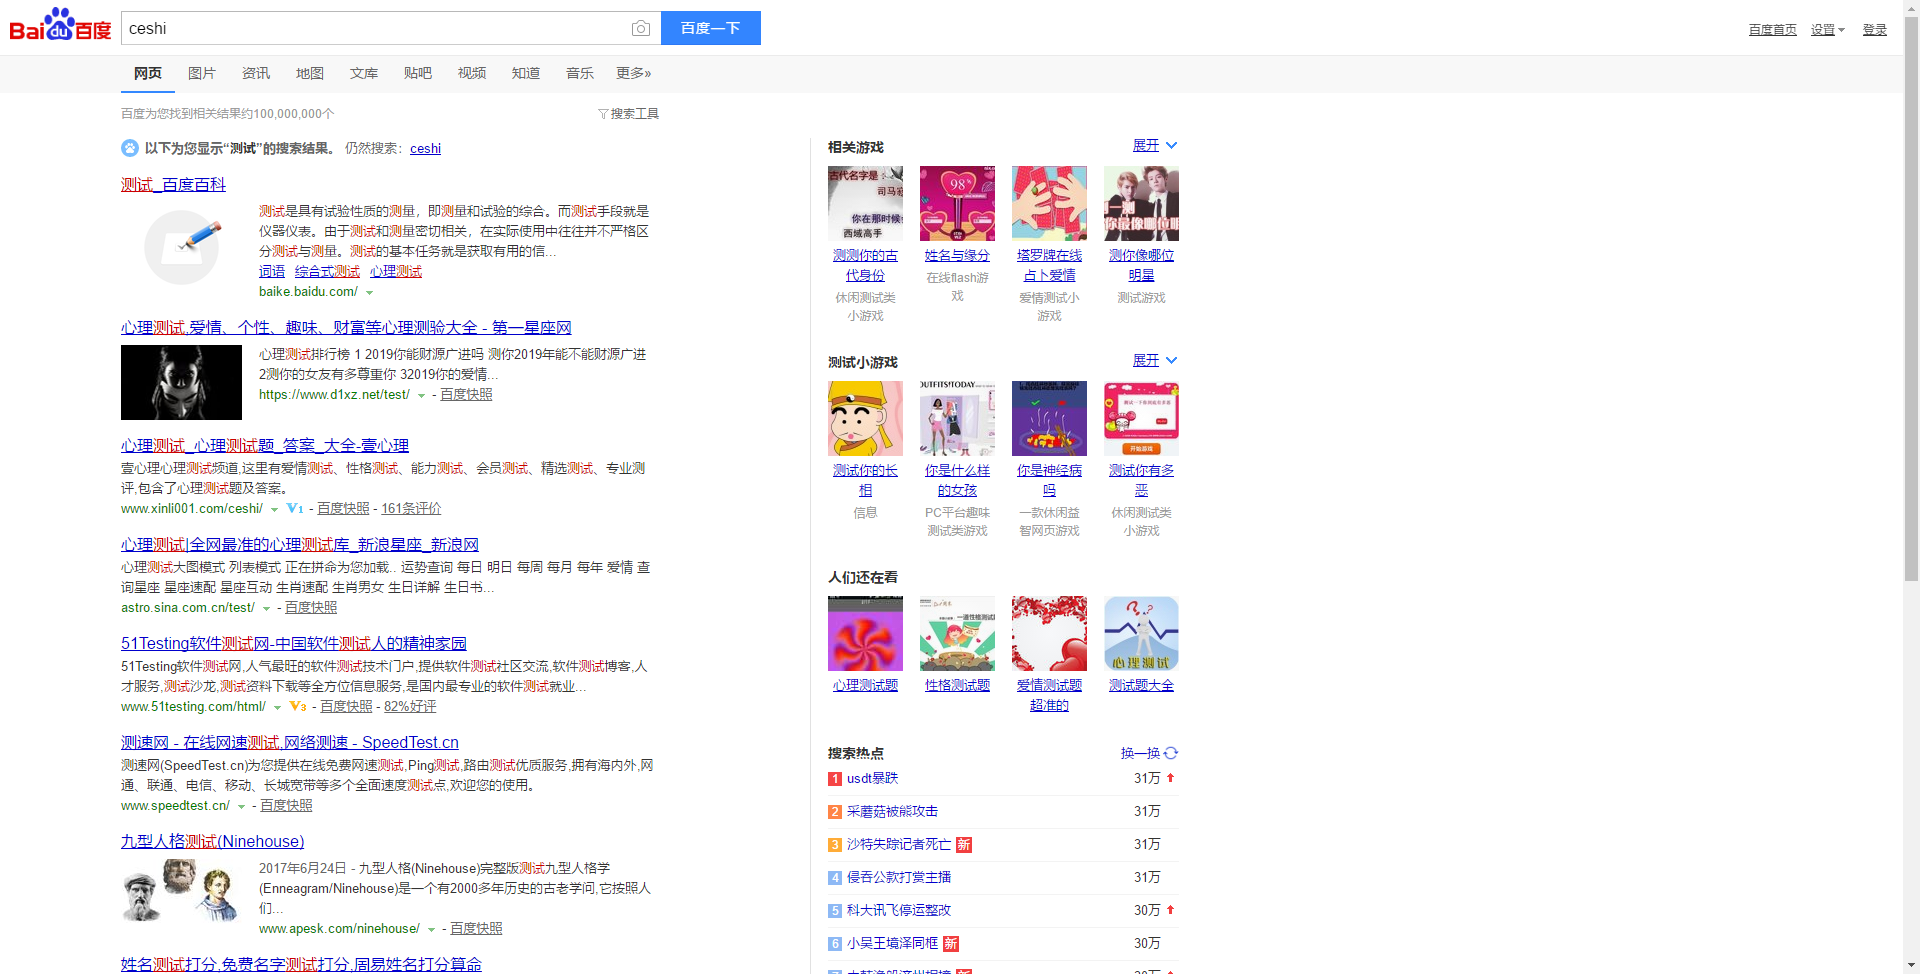 Bai du 百度
ceshi
百度一下
百度首页 设置 登录
网页 图片 资讯 地图 文库 贴吧 视频 知道 音乐 更多»
百度为您找到相关结果约100,000,000个
搜索工具
以下为您显示“测试”的搜索结果。 仍然搜索: ceshi
测试_百度百科
测试是具有试验性质的测量，即测量和试验的综合。而测试手段就是
仪器仪表。由于测试和测量密切相关，在实际使用中往往并不严格区
分测试与测量。测试的基本任务就是获取有用的信...
词语 综合式测试 心理测试
baike.baidu.com/
心理测试,爱情、个性、趣味、财富等心理测验大全 - 第一星座网
心理测试排行榜 1 2019你能财源广进吗 测你2019年能不能财源广进
2测你的女友有多尊重你 32019你的爱情...
https://www.d1xz.net/test/ - 百度快照
心理测试_心理测试题_答案_大全-壹心理
壹心理心理测试频道,这里有爱情测试、性格测试、能力测试、会员测试、精选测试、专业测
评,包含了心理测试题及答案。
www.xinli001.com/ceshi/ V1 - 百度快照 - 161条评价
心理测试|全网最准的心理测试库_新浪星座_新浪网
心理测试大图模式 列表模式 正在拼命为您加载.. 运势查询 每日 明日 每周 每月 每年 爱情 查
询星座 星座速配 星座互动 生肖速配 生肖男女 生日详解 生日书...
astro.sina.com.cn/test/ - 百度快照
51Testing软件测试网-中国软件测试人的精神家园
51Testing软件测试网,人气最旺的软件测试技术门户,提供软件测试社区交流,软件测试博客,人
才服务,测试沙龙,测试资料下载等全方位信息服务,是国内最专业的软件测试就业...
www.51testing.com/html/ V3 - 百度快照 - 82%好评
测速网 - 在线网速测试,网络测速 - SpeedTest.cn
测速网(SpeedTest.cn)为您提供在线免费网速测试,Ping测试,路由测试优质服务,拥有海内外,网
通、联通、电信、移动、长城宽带等多个全面速度测试点,欢迎您的使用。
www.speedtest.cn/ - 百度快照
九型人格测试(Ninehouse)
2017年6月24日 - 九型人格(Ninehouse)完整版测试九型人格学
(Enneagram/Ninehouse)是一个有2000多年历史的古老学问,它按照人
们...
www.apesk.com/ninehouse/ - 百度快照
姓名测试打分,免费名字测试打分,周易姓名打分算命
相关游戏 展开
古代名字是
司马
你在那时候
西域高手
98%
测你像哪位明
测测你的古 姓名与缘分 塔罗牌在线 测你像哪位
代身份 占卜爱情 明星
休闲测试类 在线flash游 爱情测试小 测试游戏
小游戏 戏 游戏
测试小游戏 展开
OUTFITS!TODAY
开始游戏
测试你的长 你是什么样 你是神经病 测试你有多
相 的女孩 吗 恶
信息 PC平台趣味 一款休闲益 休闲测试类
测试类游戏 智网页游戏 小游戏
人们还在看
一道性格测试题
心理测试
心理测试题 性格测试题 爱情测试题 测试题大全
超准的
搜索热点 换一换
1 usdt暴跌 31万
2 采蘑菇被熊攻击 31万
3 沙特失踪记者死亡 新 31万
4 侵吞公款打赏主播 31万
5 科大讯飞停运整改 30万
6 小吴王境泽同框 新 30万